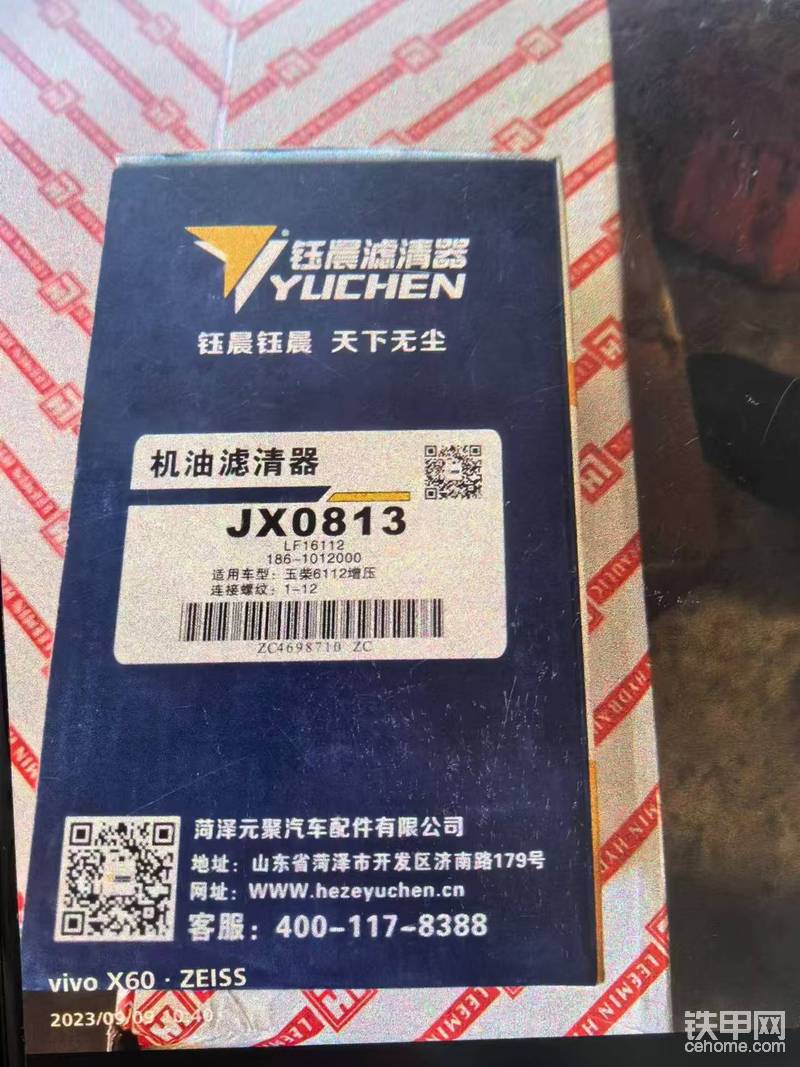 钰晨滤清器
YUCHEN
钰晨钰晨 天下无尘
机油滤清器
JX0813
LF16112
186-1012000
适用车型：玉柴6112增压
连接螺纹：1-12
ZC4698710 ZC
菏泽元聚汽车配件有限公司
地址：山东省菏泽市开发区济南路179号
网址：WWW.hezeyuchen.cn
客服：400-117-8388
vivo X60 · ZEISS
2023/09/09 10:40
LEEMIN HY
铁甲网
cehome.com